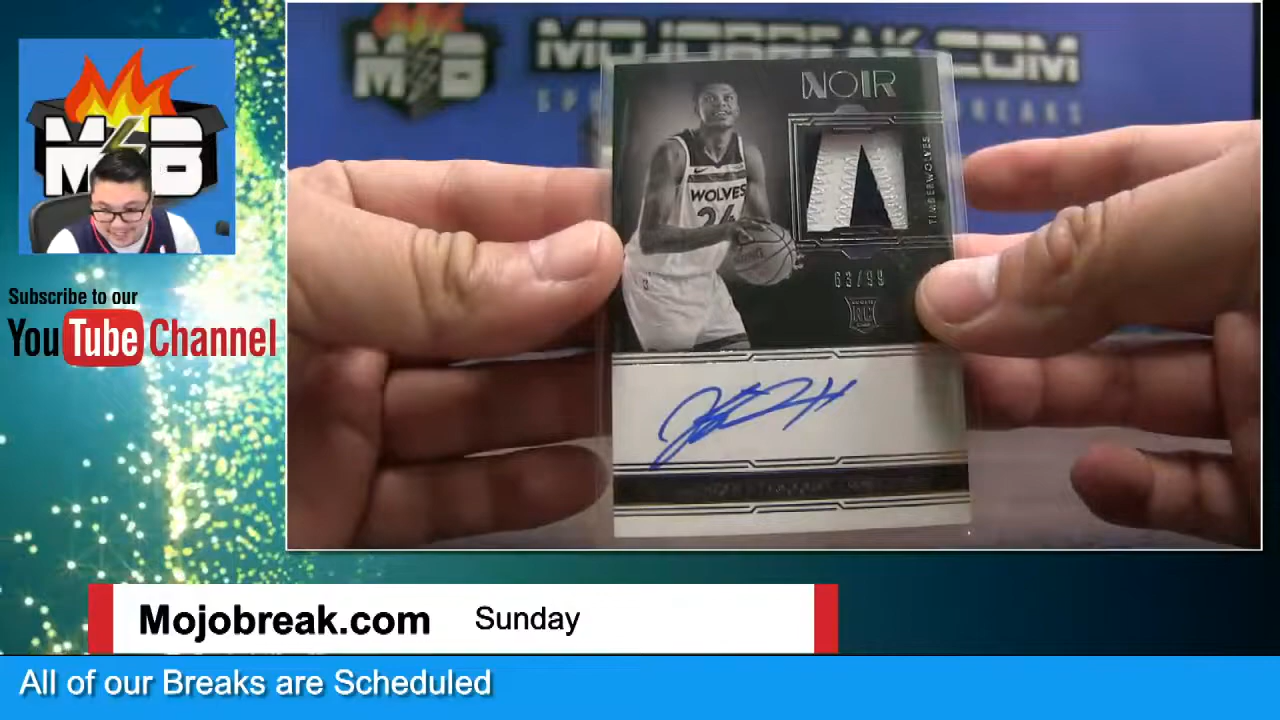 M B
MOJOBREAK.COM
NOIR
WOLVES
24
TIMBERWOLVES
63/99
RC
Subscribe to our
YouTube Channel
Mojobreak.com Sunday
All of our Breaks are Scheduled